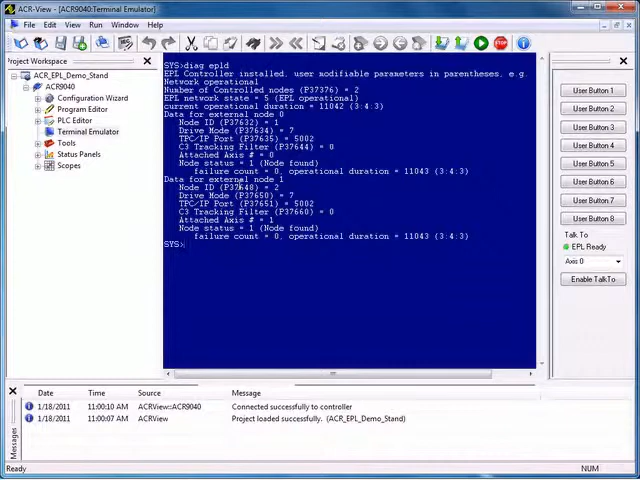 ACR-View - [ACR9040:Terminal Emulator]
File Edit View Run Window Help
STOP
Project Workspace
ACR_EPL_Demo_Stand
ACR9040
Configuration Wizard
Program Editor
PLC Editor
Terminal Emulator
Tools
Status Panels
Scopes
SYS>diag epld
EPL Controller installed, user modifiable parameters in parentheses, e.g.
Network operational
Number of Controlled nodes (P37376) = 2
EPL network state = 5 (EPL operational)
current operational duration = 11042 (3:4:3)
Data for external node 0
Node ID (P37632) = 1
Drive Mode (P37634) = 7
TPC/IP Port (P37635) = 5002
C3 Tracking Filter (P37644) = 0
Attached Axis # = 0
Node status = 1 (Node found)
failure count = 0, operational duration = 11043 (3:4:3)
Data for external node 1
Node ID (P37648) = 2
Drive Mode (P37650) = 7
TPC/IP Port (P37651) = 5002
C3 Tracking Filter (P37660) = 0
Attached Axis # = 1
Node status = 1 (Node found)
failure count = 0, operational duration = 11043 (3:4:3)
SYS>
User Button 1
User Button 2
User Button 3
User Button 4
User Button 5
User Button 6
User Button 7
User Button 8
Talk To
EPL Ready
Axis 0
Enable TalkTo
Messages
Date Time Source Message
1/18/2011 11:00:10 AM ACRView::ACR9040 Connected successfully to controller
1/18/2011 11:00:07 AM ACRView Project loaded successfully. (ACR_EPL_Demo_Stand)
Ready NUM